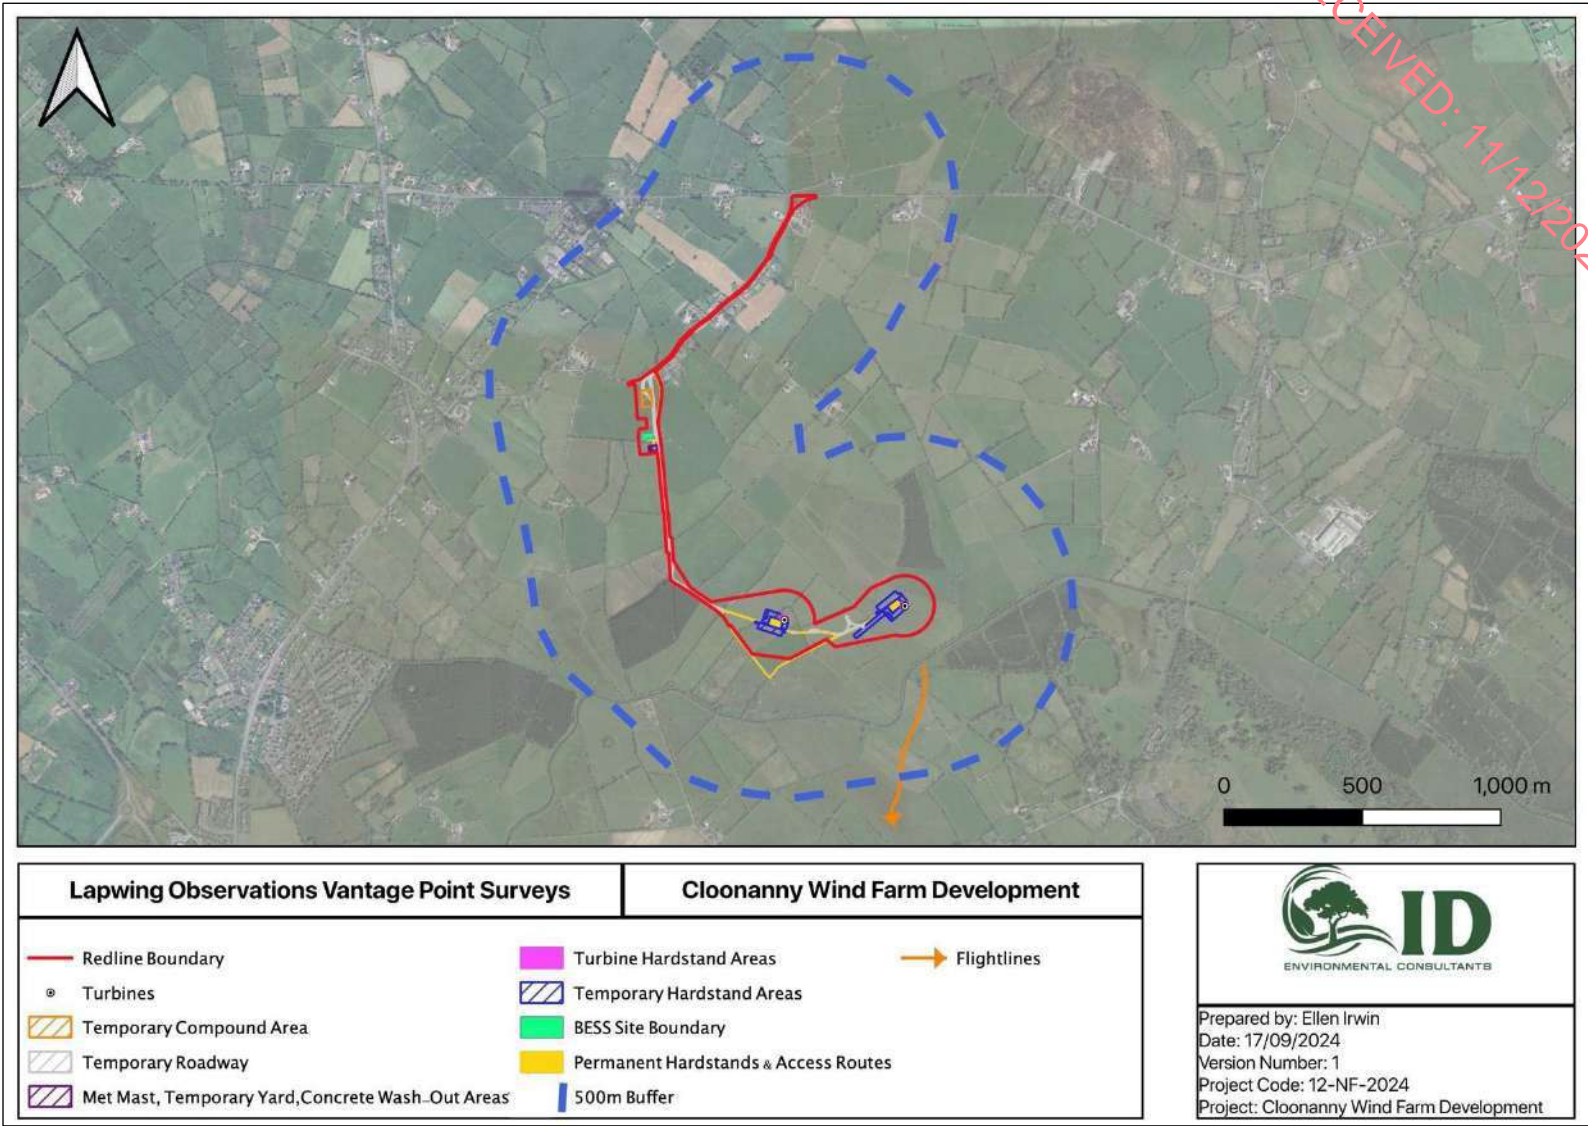 RECEIVED: 11/12/202
0 500 1,000 m
Lapwing Observations Vantage Point Surveys
Cloonanny Wind Farm Development
Redline Boundary
Turbines
Temporary Compound Area
Temporary Roadway
Met Mast, Temporary Yard,Concrete Wash-Out Areas
Turbine Hardstand Areas
Temporary Hardstand Areas
BESS Site Boundary
Permanent Hardstands & Access Routes
500m Buffer
Flightlines
ID
ENVIRONMENTAL CONSULTANTS
Prepared by: Ellen Irwin
Date: 17/09/2024
Version Number: 1
Project Code: 12-NF-2024
Project: Cloonanny Wind Farm Development